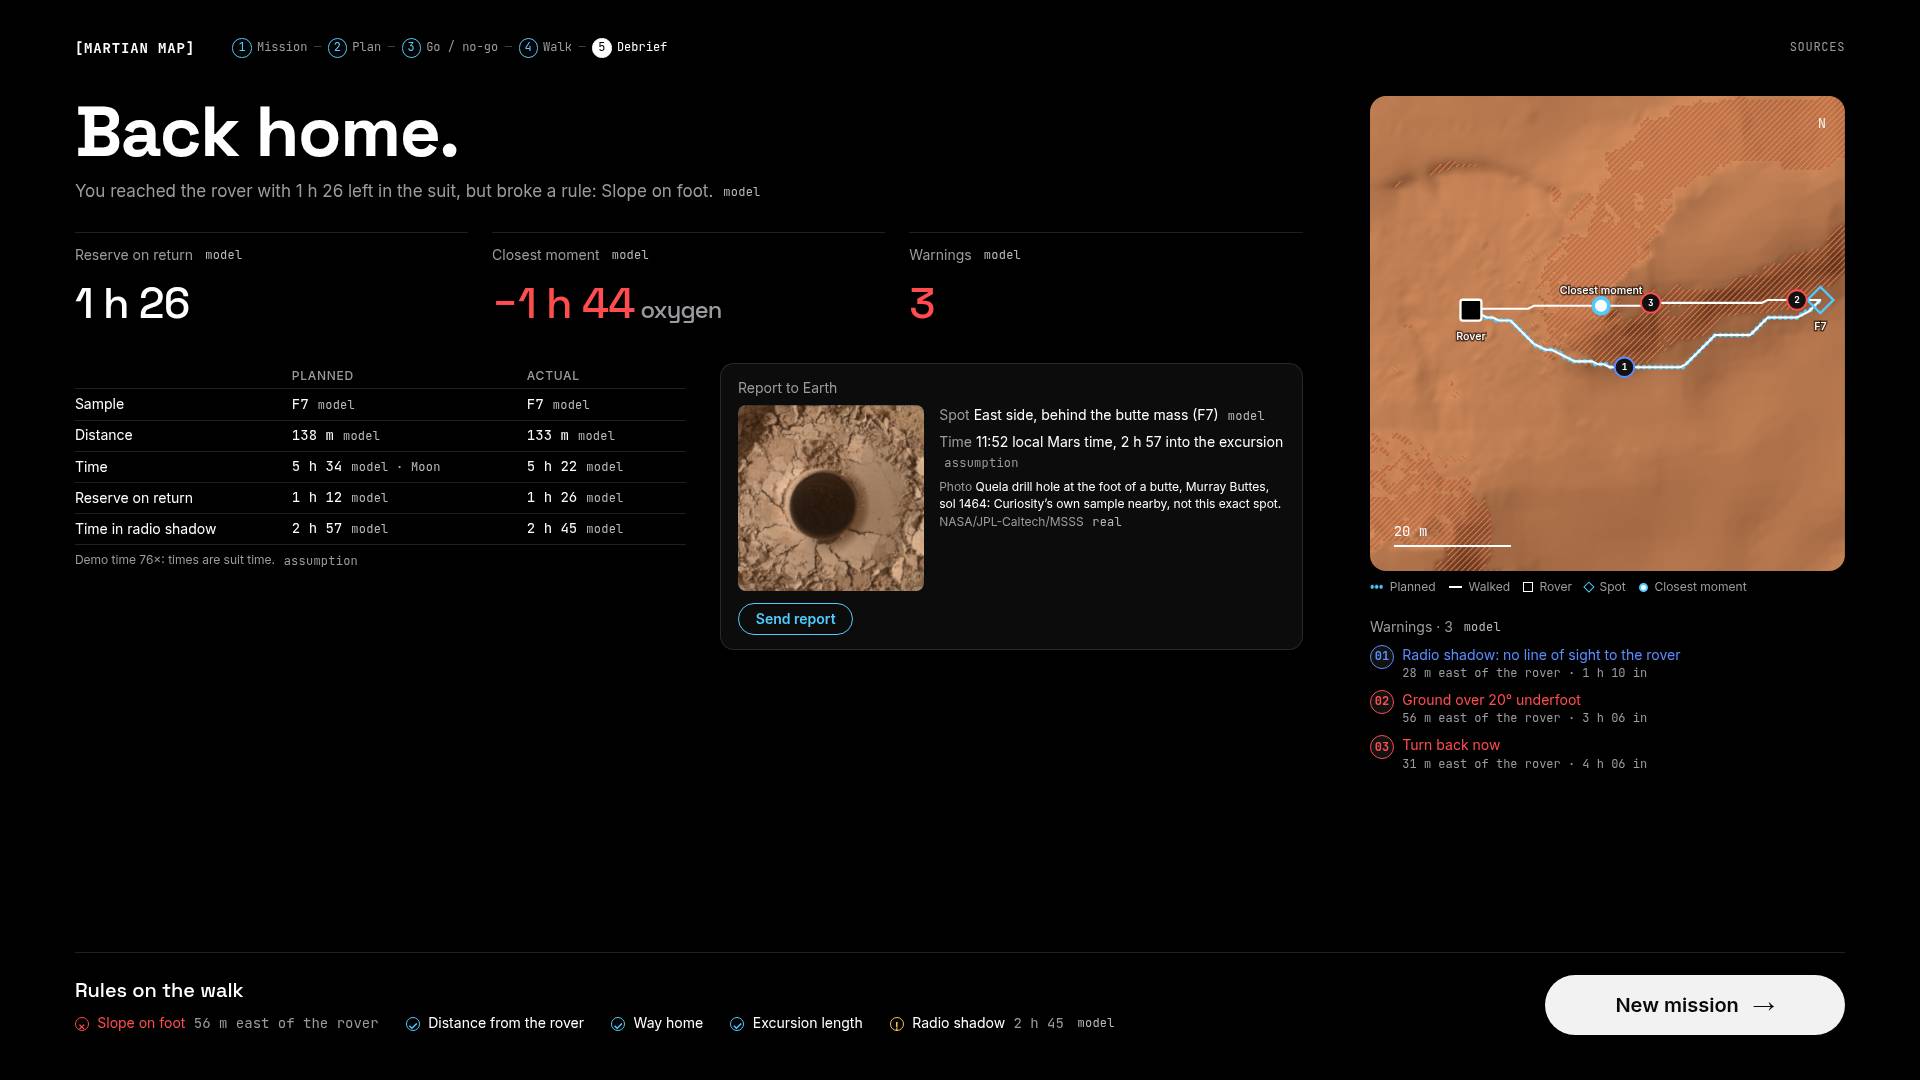 [MARTIAN MAP] 1 Mission — 2 Plan — 3 Go / no-go — 4 Walk — 5 Debrief SOURCES
Back home.
You reached the rover with 1 h 26 left in the suit, but broke a rule: Slope on foot. model
Reserve on return model
1 h 26
Closest moment model
−1 h 44 oxygen
Warnings model
3
PLANNED ACTUAL
Sample F7 model F7 model
Distance 138 m model 133 m model
Time 5 h 34 model · Moon 5 h 22 model
Reserve on return 1 h 12 model 1 h 26 model
Time in radio shadow 2 h 57 model 2 h 45 model
Demo time 76×: times are suit time. assumption
Report to Earth
Spot East side, behind the butte mass (F7) model
Time 11:52 local Mars time, 2 h 57 into the excursion
assumption
Photo Quela drill hole at the foot of a butte, Murray Buttes,
sol 1464: Curiosity’s own sample nearby, not this exact spot.
NASA/JPL-Caltech/MSSS real
Send report
N
Closest moment
3
2
Rover
F7
1
20 m
Planned Walked Rover Spot Closest moment
Warnings · 3 model
01 Radio shadow: no line of sight to the rover
28 m east of the rover · 1 h 10 in
02 Ground over 20° underfoot
56 m east of the rover · 3 h 06 in
03 Turn back now
31 m east of the rover · 4 h 06 in
Rules on the walk
Slope on foot 56 m east of the rover Distance from the rover Way home Excursion length Radio shadow 2 h 45 model
New mission →